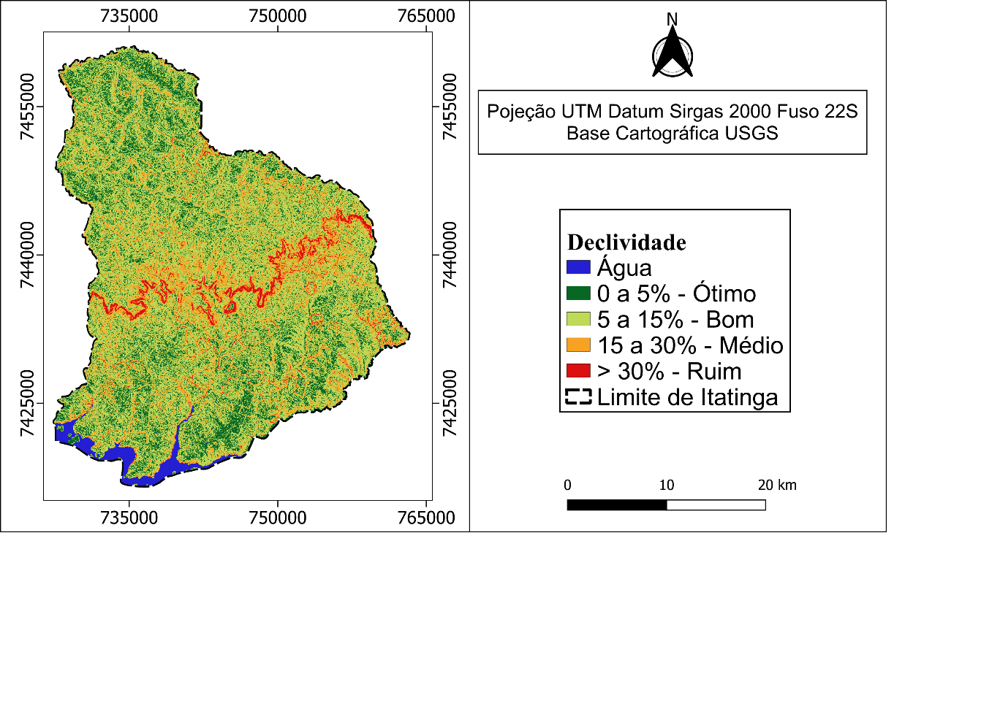 735000 750000 765000
7455000
7440000
7425000
7455000
7440000
7425000
735000 750000 765000
N
Pojeção UTM Datum Sirgas 2000 Fuso 22S
Base Cartográfica USGS
Declividade
Água
0 a 5% - Ótimo
5 a 15% - Bom
15 a 30% - Médio
> 30% - Ruim
Limite de Itatinga
0 10 20 km